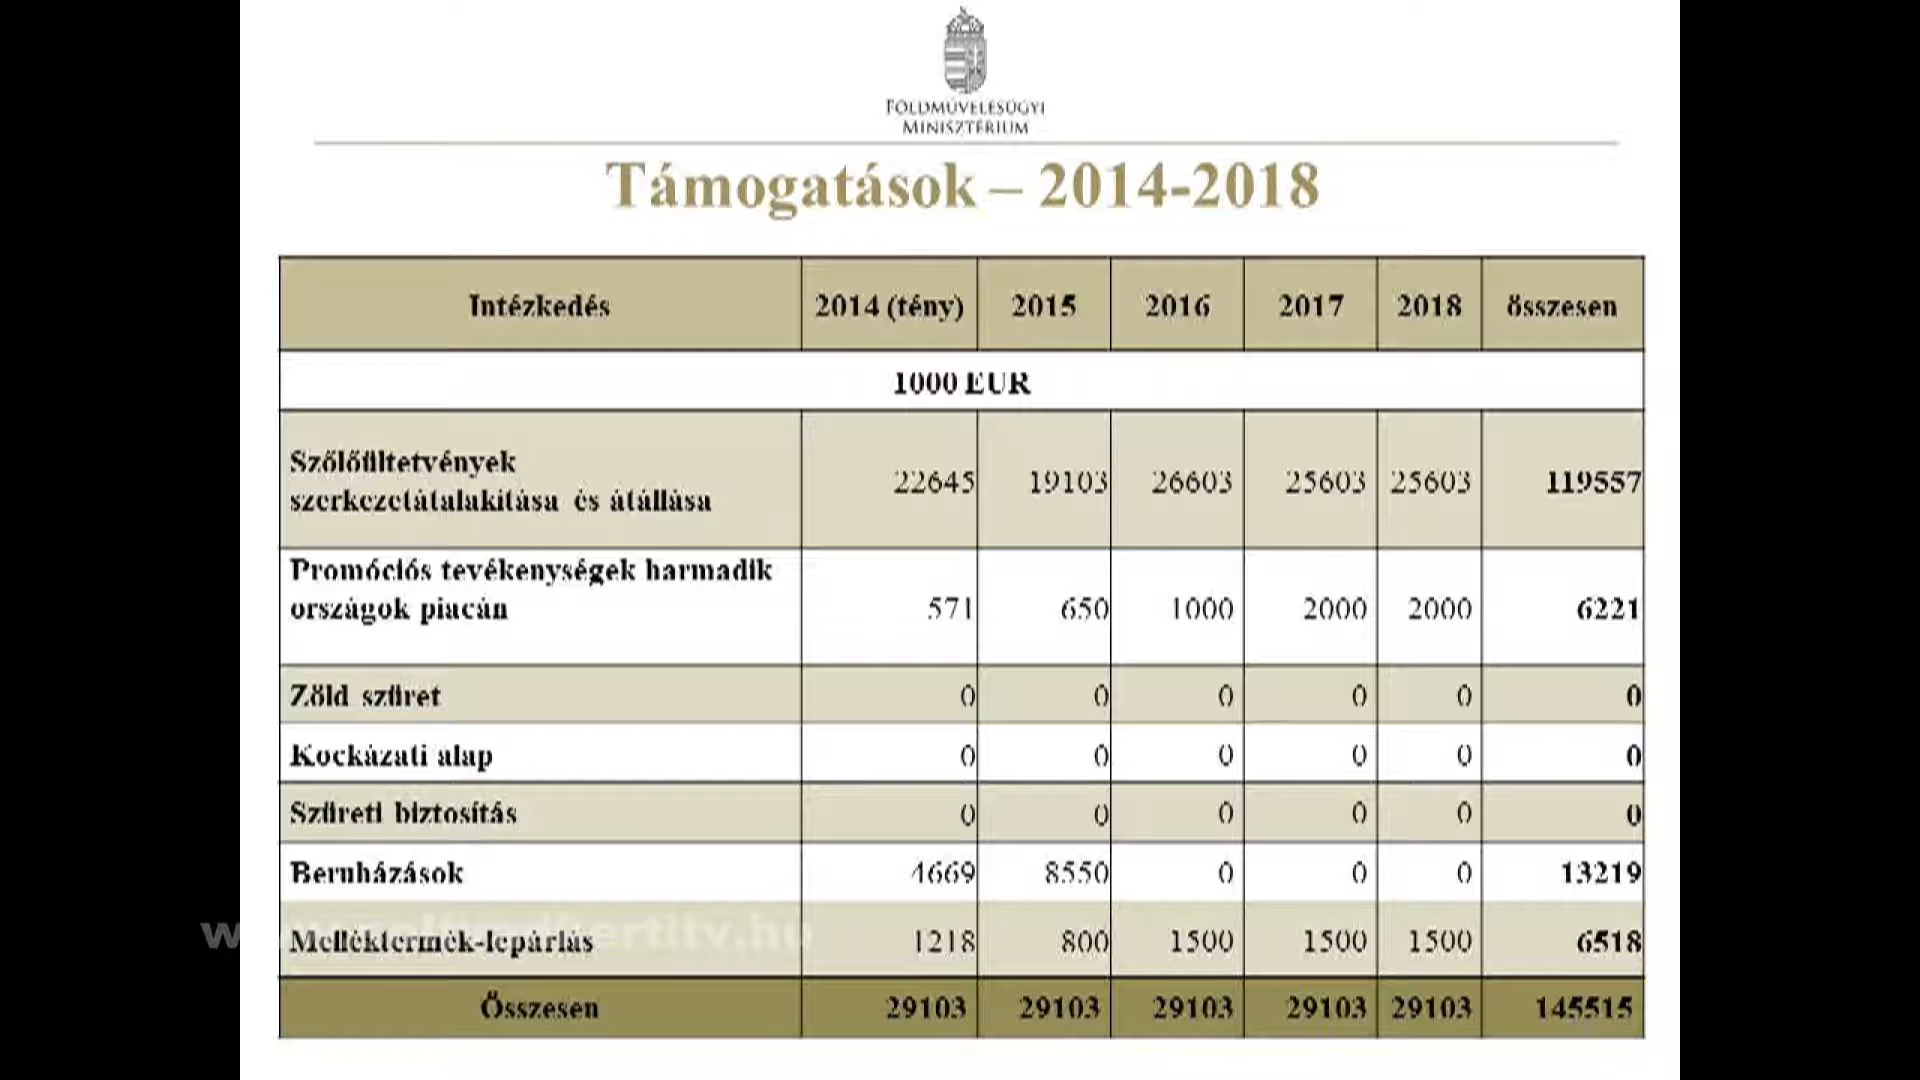 FÖLDMŰVELÉSÜGYI
MINISZTÉRIUM
Támogatások – 2014-2018
Intézkedés 2014 (tény) 2015 2016 2017 2018 összesen
1000 EUR
Szőlőültetvények
szerkezetátalakítása és átállása 22645 19103 26603 25603 25603 119557
Promóciós tevékenységek harmadik
országok piacán 571 650 1000 2000 2000 6221
Zöld szüret 0 0 0 0 0 0
Kockázati alap 0 0 0 0 0 0
Szüreti biztosítás 0 0 0 0 0 0
Beruházások 4669 8550 0 0 0 13219
Melléktermék-lepárlás 1218 800 1500 1500 1500 6518
Összesen 29103 29103 29103 29103 29103 145515